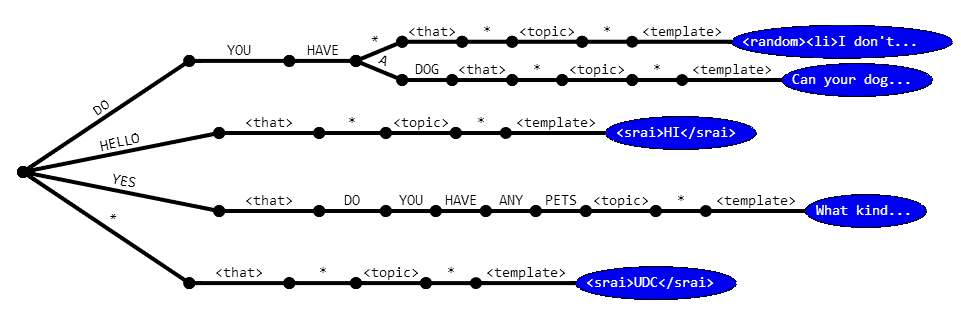 * <that> * <topic> * <template> <random><li>I don't...
DO YOU HAVE
A DOG <that> * <topic> * <template> Can your dog...
HELLO <that> * <topic> * <template> <srai>HI</srai>
YES <that> DO YOU HAVE ANY PETS <topic> * <template> What kind...
* <that> * <topic> * <template> <srai>UDC</srai>